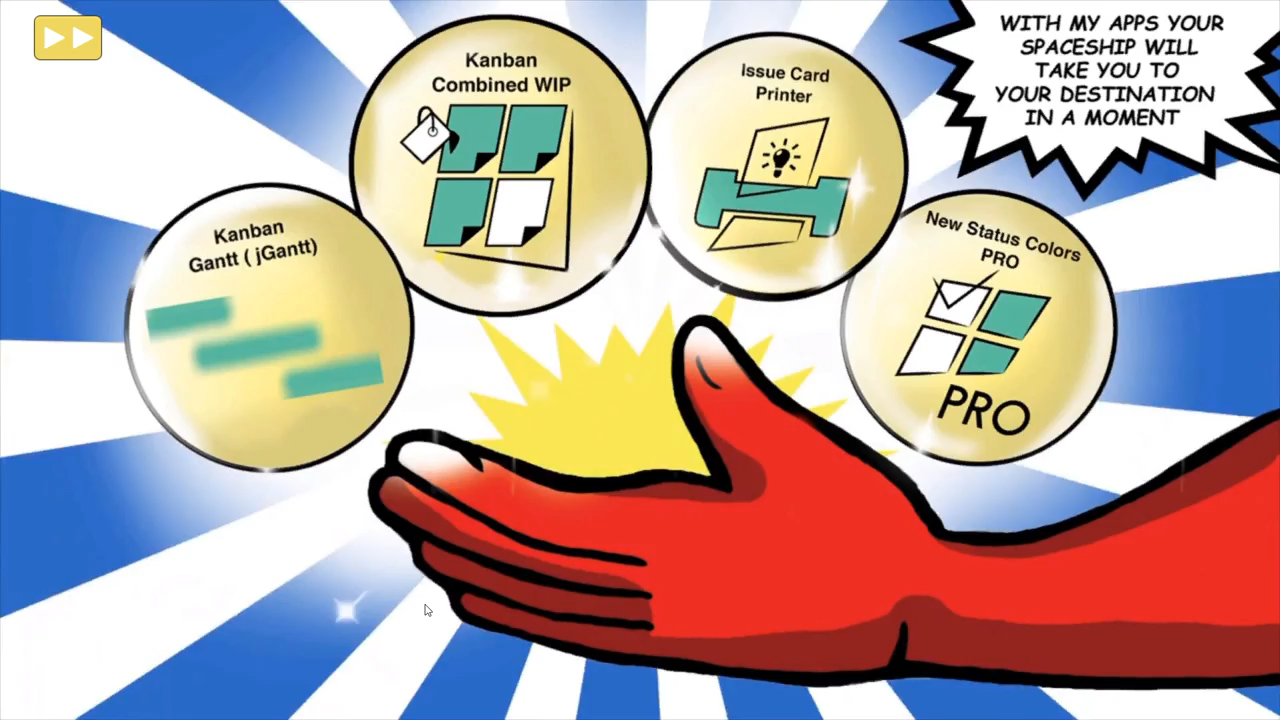 WITH MY APPS YOUR
SPACESHIP WILL
TAKE YOU TO
YOUR DESTINATION
IN A MOMENT
Kanban
Combined WIP
Issue Card
Printer
Kanban
Gantt ( jGantt)
New Status Colors
PRO
PRO